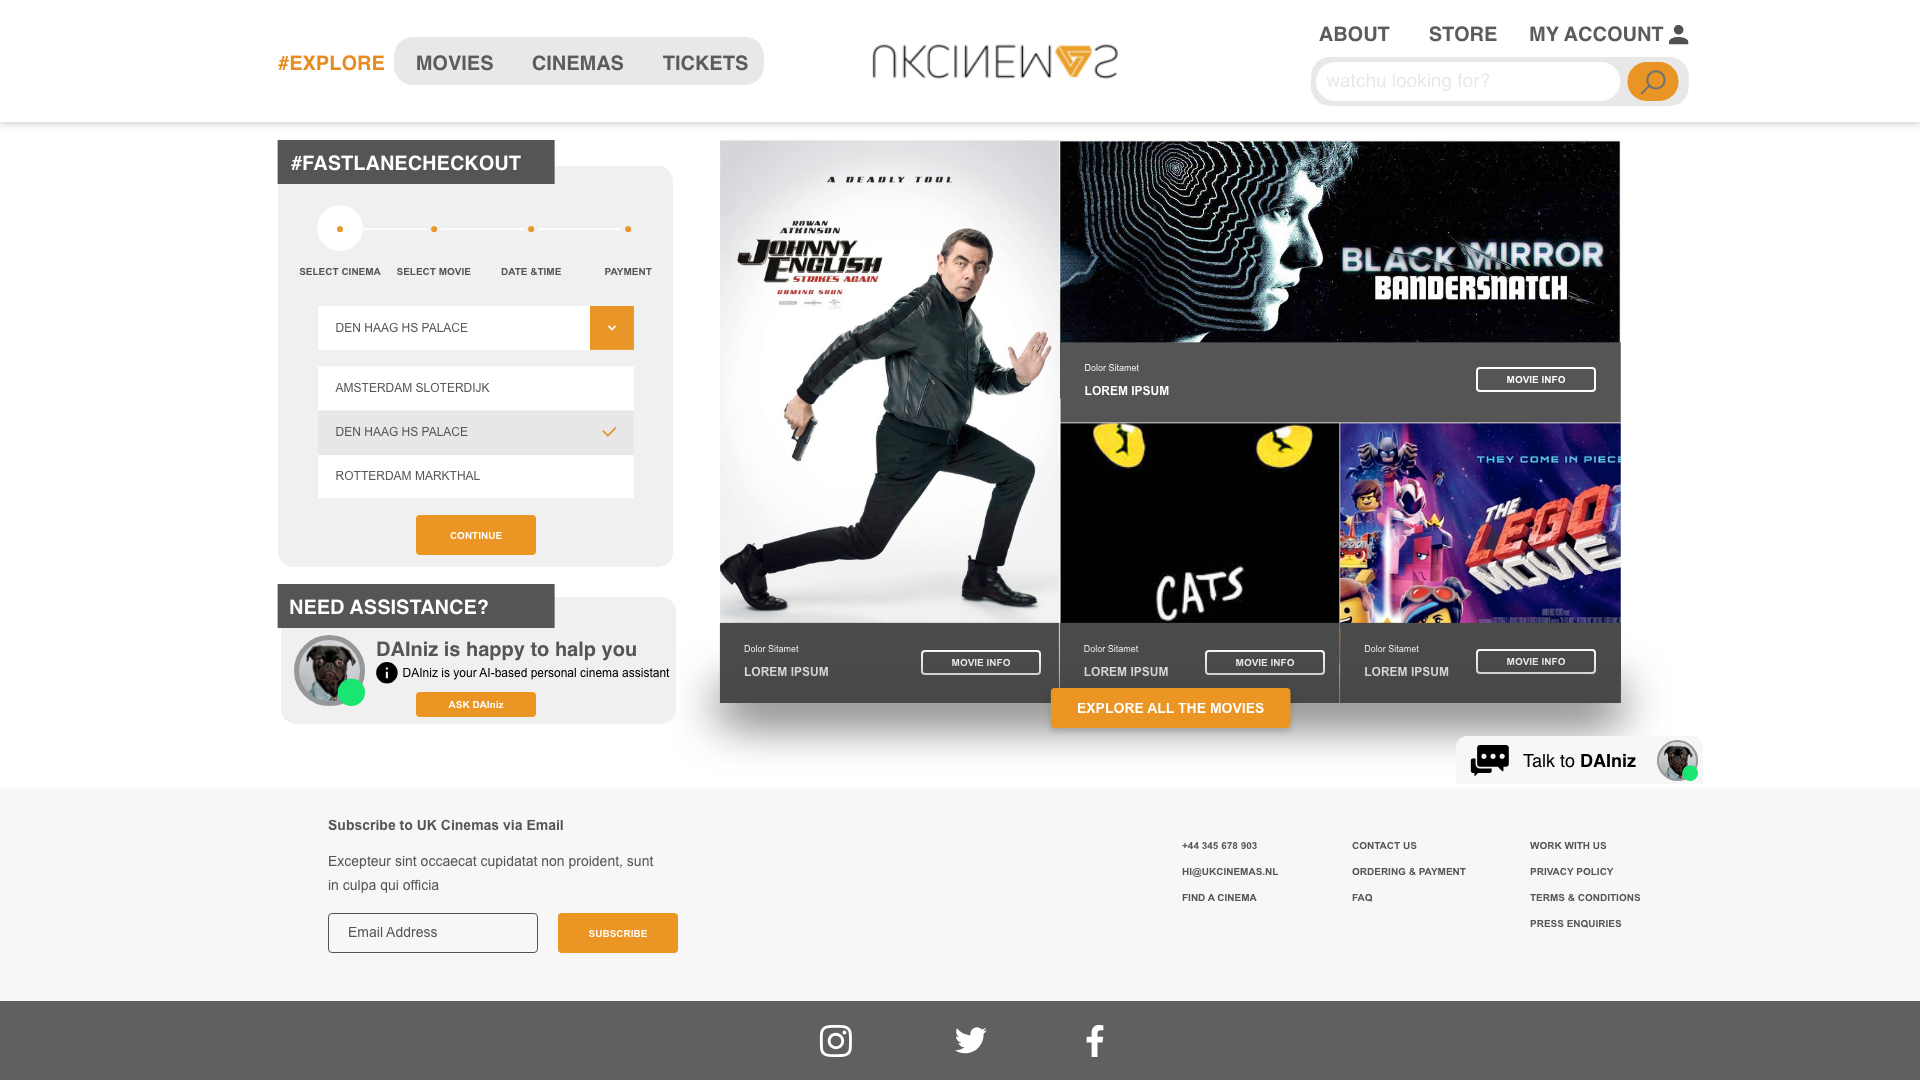 #EXPLORE
MOVIES
CINEMAS
TICKETS
UKCINEMAS
ABOUT
STORE
MY ACCOUNT
watchu looking for?
#FASTLANECHECKOUT
SELECT CINEMA
SELECT MOVIE
DATE &TIME
PAYMENT
DEN HAAG HS PALACE
AMSTERDAM SLOTERDIJK
DEN HAAG HS PALACE
ROTTERDAM MARKTHAL
CONTINUE
NEED ASSISTANCE?
DAIniz is happy to halp you
DAIniz is your AI-based personal cinema assistant
ASK DAIniz
A DEADLY TOOL
ROWAN
ATKINSON
JOHNNY
ENGLISH
STRIKES AGAIN
COMING SOON
Dolor Sitamet
LOREM IPSUM
MOVIE INFO
BLACK MIRROR
BANDERSNATCH
Dolor Sitamet
LOREM IPSUM
MOVIE INFO
CATS
Dolor Sitamet
LOREM IPSUM
MOVIE INFO
THEY COME IN PIECE
THE
LEGO
MOVIE
Dolor Sitamet
LOREM IPSUM
MOVIE INFO
EXPLORE ALL THE MOVIES
Talk to DAIniz
Subscribe to UK Cinemas via Email
Excepteur sint occaecat cupidatat non proident, sunt
in culpa qui officia
Email Address
SUBSCRIBE
+44 345 678 903
HI@UKCINEMAS.NL
FIND A CINEMA
CONTACT US
ORDERING & PAYMENT
FAQ
WORK WITH US
PRIVACY POLICY
TERMS & CONDITIONS
PRESS ENQUIRIES